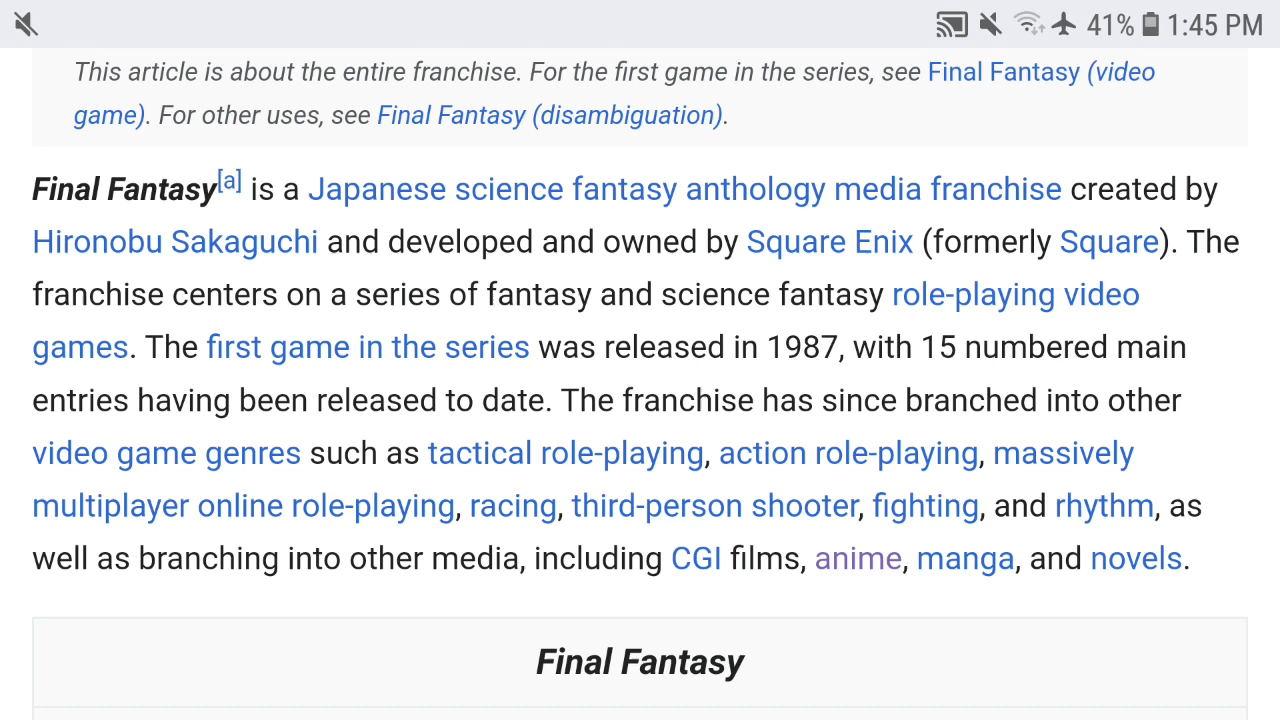 41% 1:45 PM
This article is about the entire franchise. For the first game in the series, see Final Fantasy (video
game). For other uses, see Final Fantasy (disambiguation).
Final Fantasy[a] is a Japanese science fantasy anthology media franchise created by
Hironobu Sakaguchi and developed and owned by Square Enix (formerly Square). The
franchise centers on a series of fantasy and science fantasy role-playing video
games. The first game in the series was released in 1987, with 15 numbered main
entries having been released to date. The franchise has since branched into other
video game genres such as tactical role-playing, action role-playing, massively
multiplayer online role-playing, racing, third-person shooter, fighting, and rhythm, as
well as branching into other media, including CGI films, anime, manga, and novels.
Final Fantasy